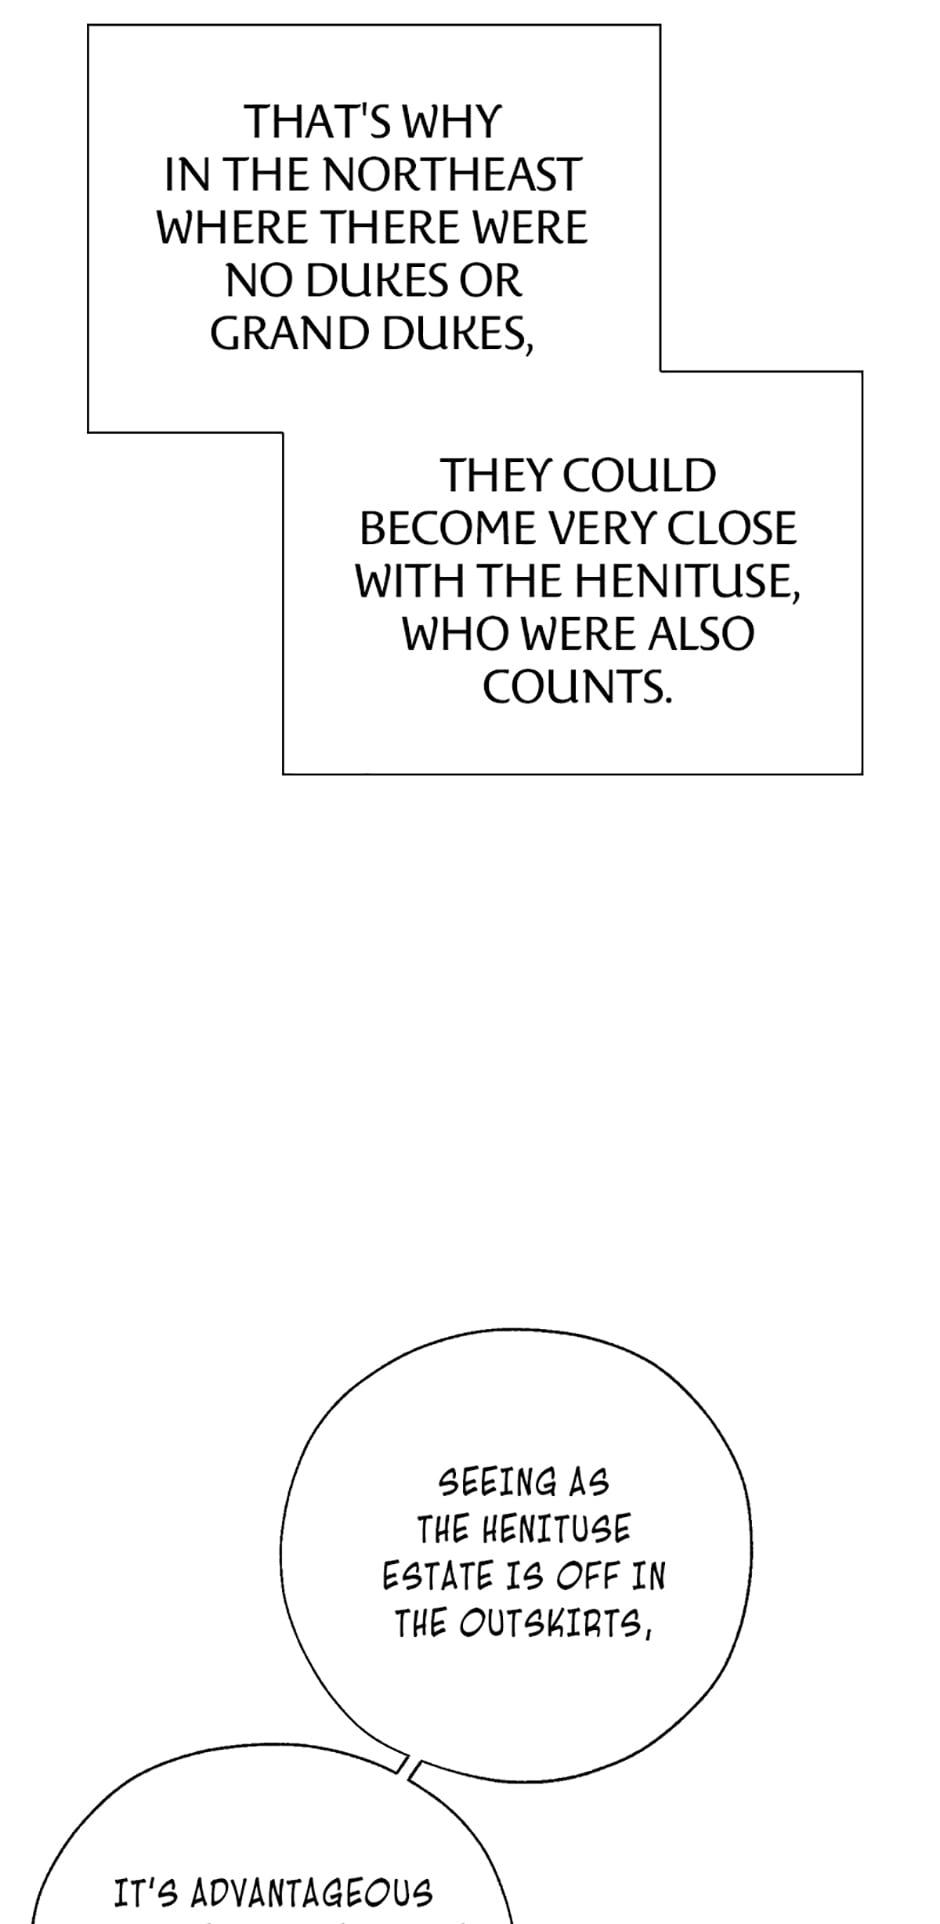 THAT'S WHY
IN THE NORTHEAST
WHERE THERE WERE
NO DUKES OR
GRAND DUKES,
THEY COULD
BECOME VERY CLOSE
WITH THE HENITUSE,
WHO WERE ALSO
COUNTS.
SEEING AS
THE HENITUSE
ESTATE IS OFF IN
THE OUTSKIRTS,
IT'S ADVANTAGEOUS